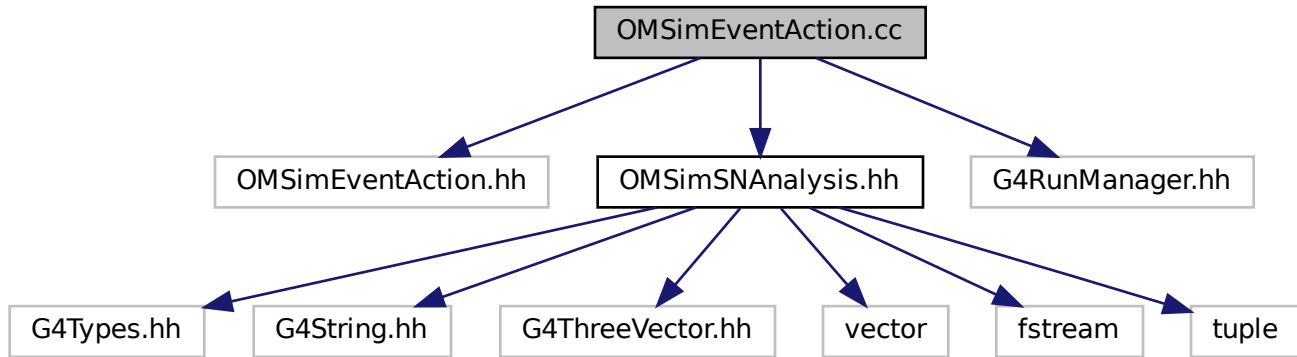 OMSimEventAction.cc
OMSimEventAction.hh
OMSimSNAnalysis.hh
G4RunManager.hh
G4Types.hh
G4String.hh
G4ThreeVector.hh
vector
fstream
tuple